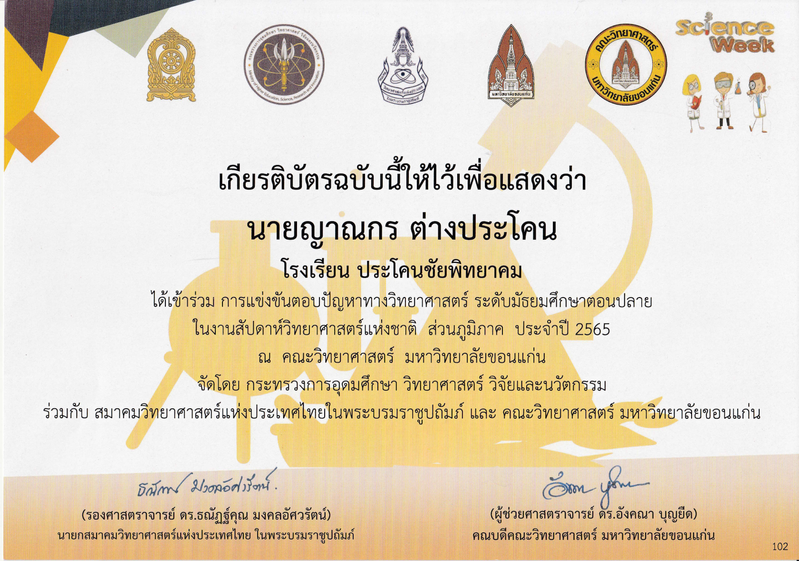 Science
Week
คณะวิทยาศาสตร์
มหาวิทยาลัยขอนแก่น
มหาวิทยาลัยขอนแก่น
เกียรติบัตรฉบับนี้ให้ไว้เพื่อแสดงว่า
นายญาณกร ต่างประโคน
โรงเรียน ประโคนชัยพิทยาคม
ได้เข้าร่วม การแข่งขันตอบปัญหาทางวิทยาศาสตร์ ระดับมัธยมศึกษาตอนปลาย
ในงานสัปดาห์วิทยาศาสตร์แห่งชาติ ส่วนภูมิภาค ประจำปี 2565
ณ คณะวิทยาศาสตร์ มหาวิทยาลัยขอนแก่น
จัดโดย กระทรวงการอุดมศึกษา วิทยาศาสตร์ วิจัยและนวัตกรรม
ร่วมกับ สมาคมวิทยาศาสตร์แห่งประเทศไทยในพระบรมราชูปถัมภ์ และ คณะวิทยาศาสตร์ มหาวิทยาลัยขอนแก่น
(รองศาสตราจารย์ ดร.ธณัฏฐ์คุณ มงคลอัศวรัตน์)
นายกสมาคมวิทยาศาสตร์แห่งประเทศไทย ในพระบรมราชูปถัมภ์
(ผู้ช่วยศาสตราจารย์ ดร.อังคณา บุญยืด)
คณบดีคณะวิทยาศาสตร์ มหาวิทยาลัยขอนแก่น
102